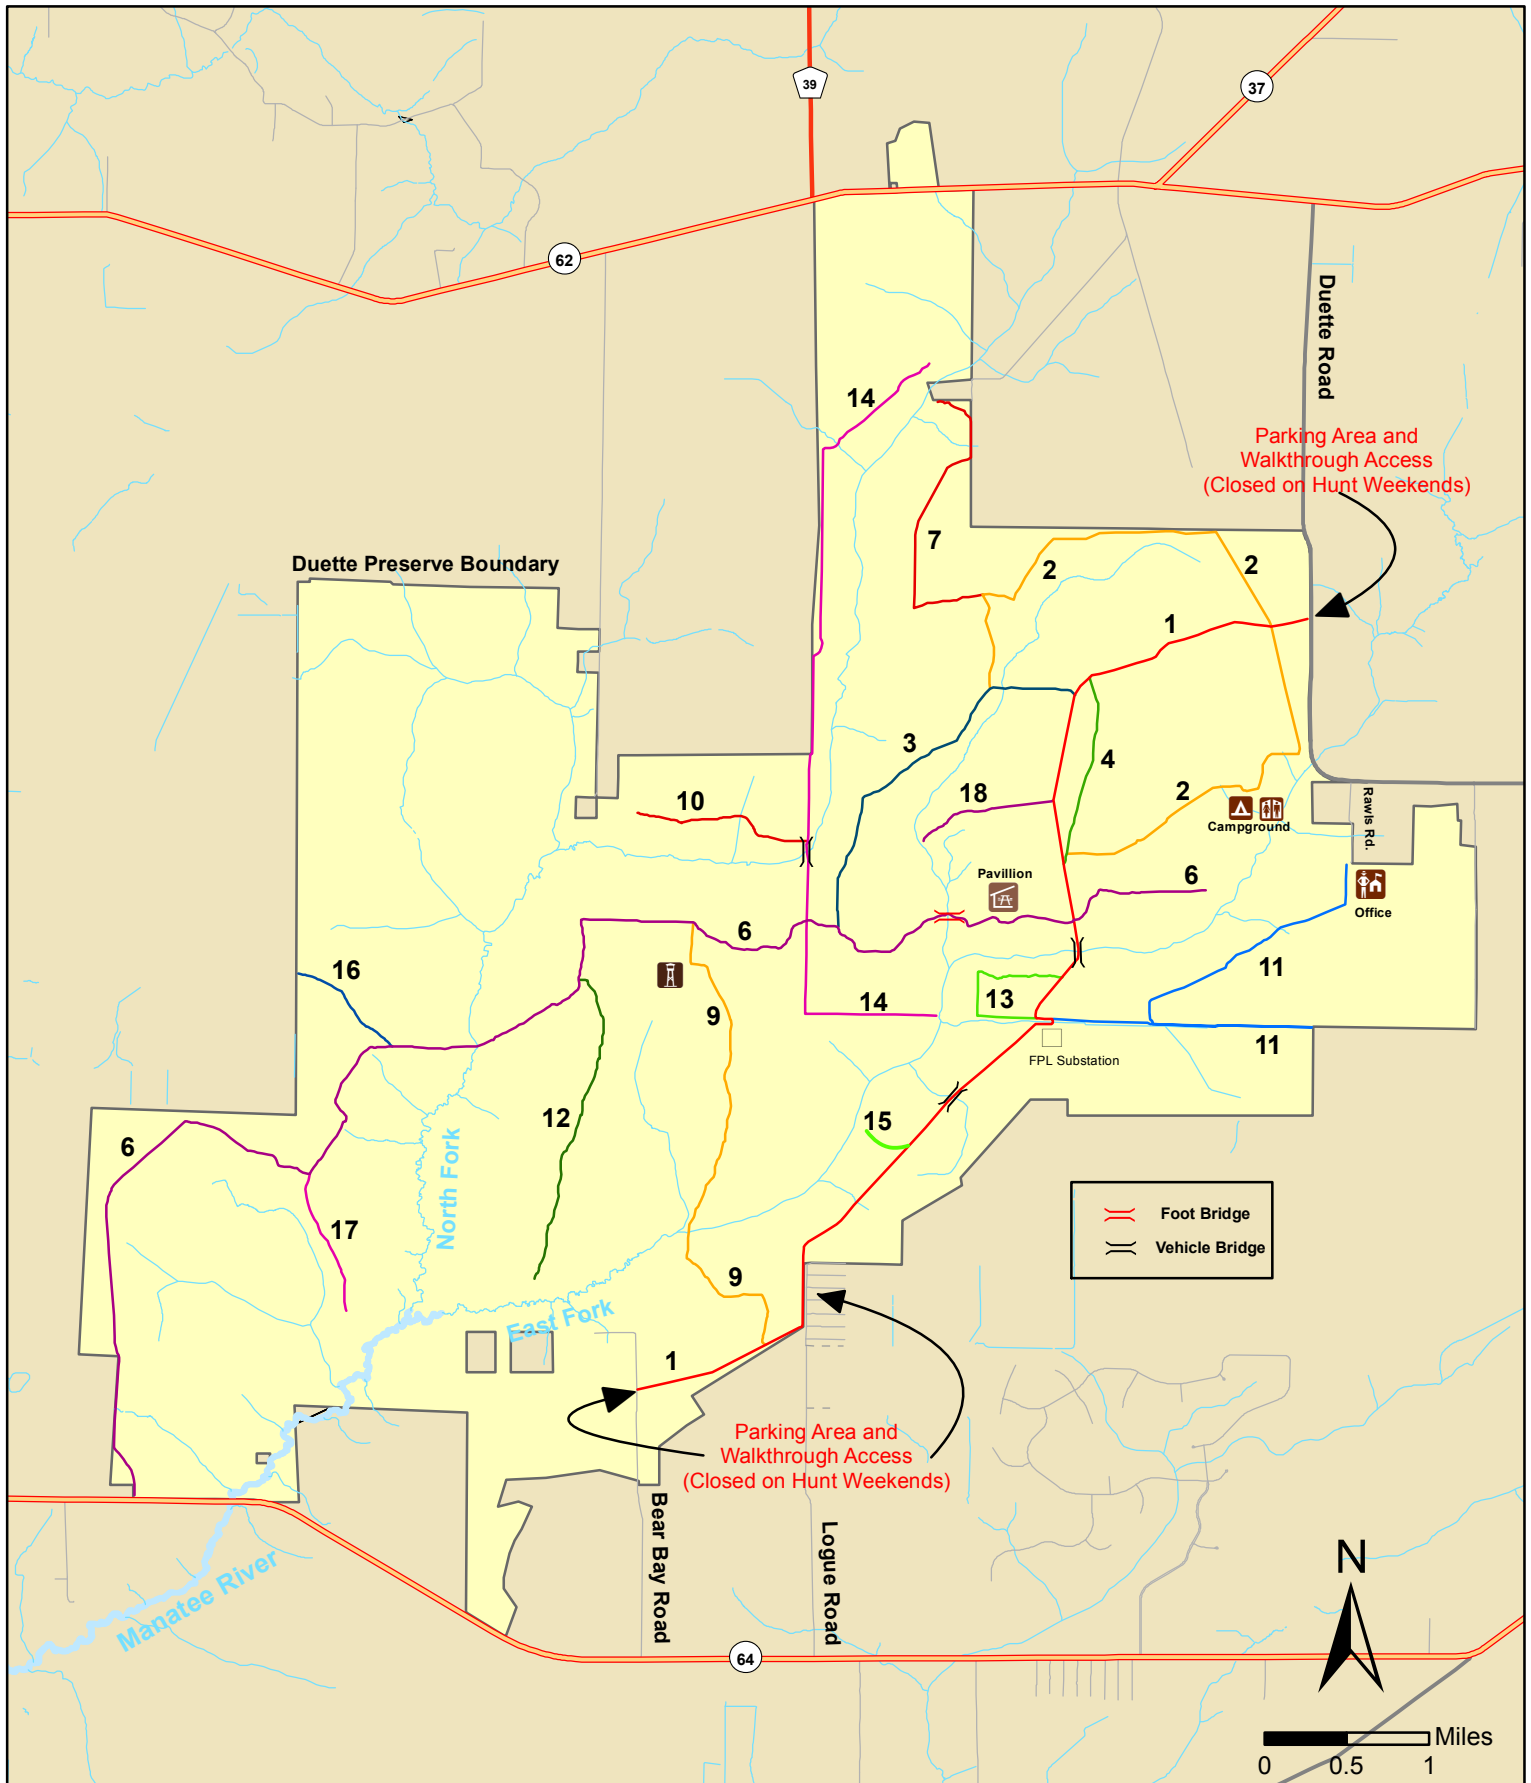 39
37
62
Duette Road
14
Parking Area and
Walkthrough Access
(Closed on Hunt Weekends)
7
2
2
Duette Preserve Boundary
1
3
4
18
2
10
Campground
Rawls Rd.
Pavillion
6
Office
6
16
9
14
13
11
11
FPL Substation
12
15
6
North Fork
17
Foot Bridge
Vehicle Bridge
9
East Fork
1
Parking Area and
Walkthrough Access
(Closed on Hunt Weekends)
Bear Bay Road
Logue Road
Manatee River
N
64
Miles
0 0.5 1